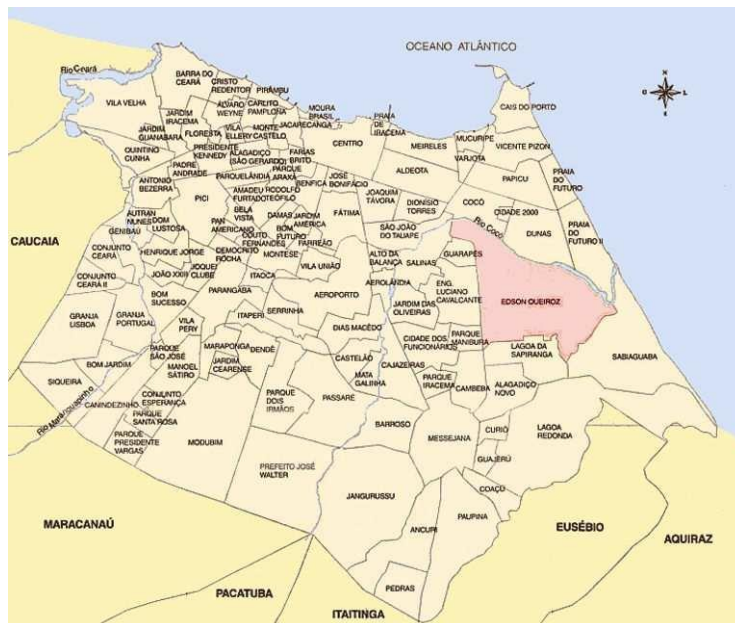 OCEANO ATLÂNTICO
Rio Ceará
BARRA DO
CEARÁ
CRISTO
REDENTOR
PIRAMBU
VILA VELHA
JARDIM
IRACEMA
ÁLVARO
WEYNE
CARLITO
PAMPLONA
MOURA
BRASIL
JACARECANGA
PRAIA
DE
IRACEMA
CAIS DO PORTO
JARDIM
GUANABARA
FLORESTA
VILA
ELLERY
MONTE
CASTELO
CENTRO
MEIRELES
MUCURIPE
VARJOTA
VICENTE PIZON
QUINTINO
CUNHA
PRESIDENTE
KENNEDY
ALAGADIÇO
(SÃO GERARDO)
FARIAS
BRITO
PADRE
ANDRADE
PARQUELÂNDIA
PARQUE
ARAXÁ
BENFICA
JOSÉ
BONIFÁCIO
ALDEOTA
PAPICU
PRAIA
DO
FUTURO
ANTONIO
BEZERRA
PICI
AMADEU
FURTADO
RODOLFO
TEÓFILO
JOAQUIM
TÁVORA
DIONISIO
TORRES
COCÓ
CIDADE 2000
AUTRAN
NUNES
DOM
LUSTOSA
BELA
VISTA
DAMAS
JARDIM
AMÉRICA
FÁTIMA
SÃO JOÃO
DO TAUAPE
Rio Cocó
DUNAS
PRAIA
DO
FUTURO II
GENIBAÚ
PAN
AMERICANO
COUTO
FERNANDES
BOM
FUTURO
PARREÃO
CAUCAIA
CONJUNTO
CEARÁ
HENRIQUE JORGE
DEMÓCRITO
ROCHA
MONTESE
ALTO DA
BALANÇA
SALINAS
GUARAPES
CONJUNTO
CEARÁ II
JOÃO XXIII
JOQUEI
CLUBE
ITAOCA
VILA UNIÃO
AEROLÂNDIA
ENG.
LUCIANO
CAVALCANTE
EDSON QUEIROZ
BOM
SUCESSO
PARANGABA
AEROPORTO
JARDIM DAS
OLIVEIRAS
GRANJA
LISBOA
GRANJA
PORTUGAL
VILA
PERY
ITAPERI
SERRINHA
DIAS MACÊDO
CIDADE DOS
FUNCIONÁRIOS
PARQUE
MANIBURA
LAGOA DA
SAPIRANGA
SABIAGUABA
PARQUE
SÃO JOSÉ
MARAPONGA
DENDÊ
CASTELÃO
BOM JARDIM
MANOEL
SÁTIRO
JARDIM
CEARENSE
MATA
GALINHA
CAJAZEIRAS
PARQUE
IRACEMA
CAMBEBA
ALAGADIÇO
NOVO
SIQUEIRA
CANINDEZINHO
CONJUNTO
ESPERANÇA
PARQUE
DOIS
IRMÃOS
PASSARÉ
Rio Maranguapinho
PARQUE
SANTA ROSA
BARROSO
MESSEJANA
CURIÓ
LAGOA
REDONDA
PARQUE
PRESIDENTE
VARGAS
MODUBIM
GUAJERÚ
PREFEITO JOSÉ
WALTER
JANGURUSSU
COAÇÚ
PAUPINA
MARACANAÚ
ANCURI
EUSÉBIO
AQUIRAZ
PEDRAS
PACATUBA
ITAITINGA
N
O
L
S